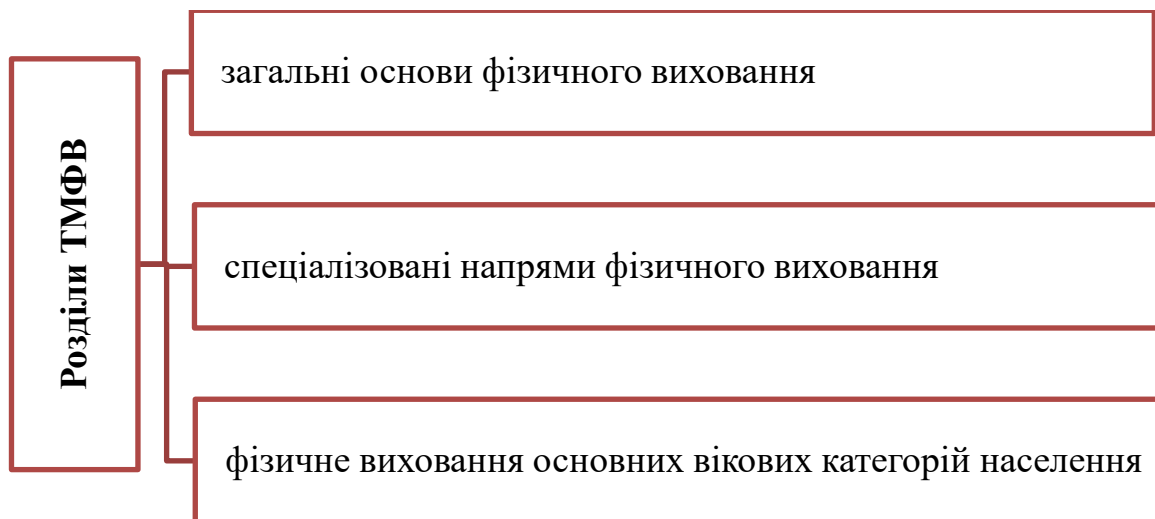 Розділи ТМФВ
загальні основи фізичного виховання
спеціалізовані напрями фізичного виховання
фізичне виховання основних вікових категорій населення